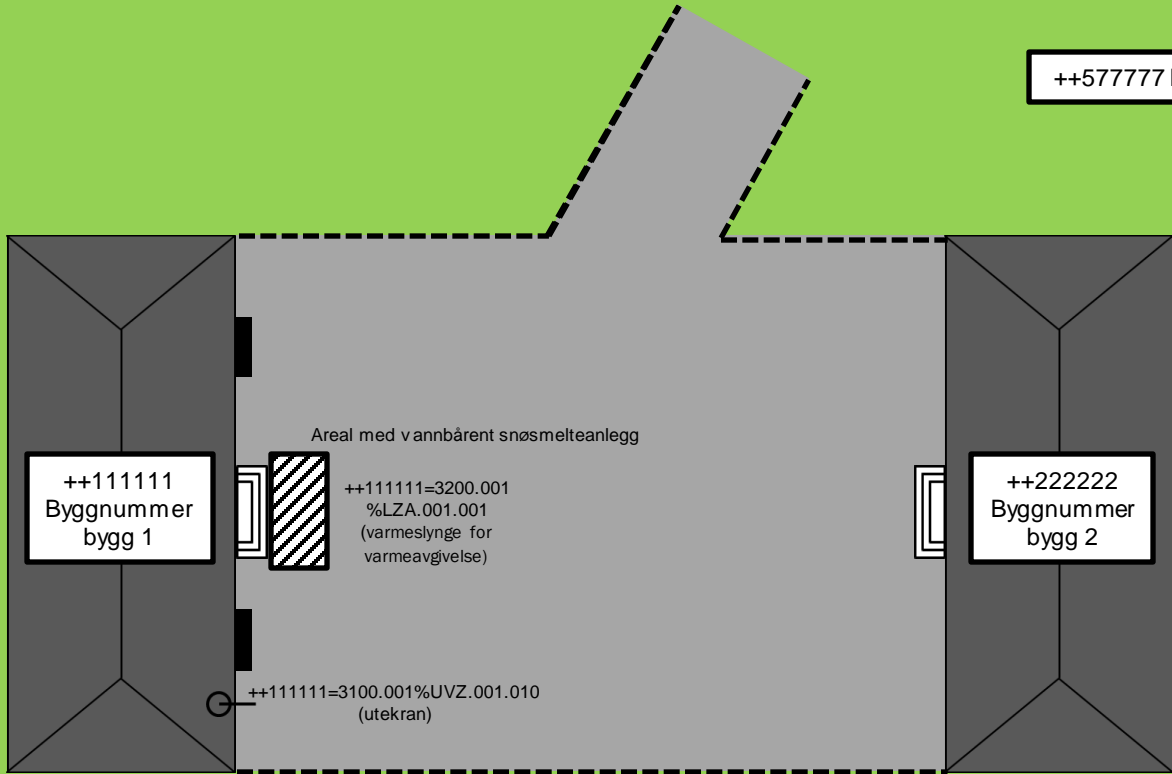 ++577777
Areal med vannbårent snøsmelteanlegg
++111111
Byggnummer
bygg 1
++111111=3200.001
%LZA.001.001
(varmeslynge for
varmeavgivelse)
++222222
Byggnummer
bygg 2
++111111=3100.001%UVZ.001.010
(utekran)